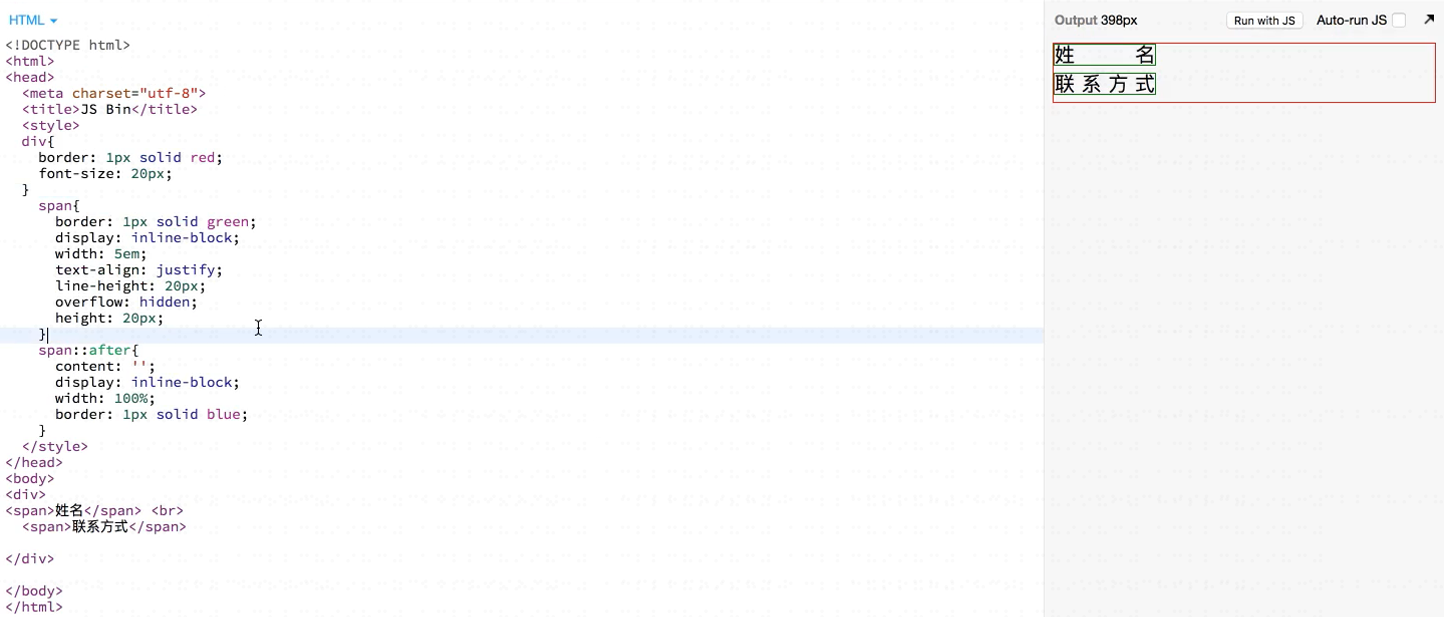 HTML
<!DOCTYPE html>
<html>
<head>
  <meta charset="utf-8">
  <title>JS Bin</title>
  <style>
  div{
    border: 1px solid red;
    font-size: 20px;
  }
    span{
      border: 1px solid green;
      display: inline-block;
      width: 5em;
      text-align: justify;
      line-height: 20px;
      overflow: hidden;
      height: 20px;
    }
    span::after{
      content: '';
      display: inline-block;
      width: 100%;
      border: 1px solid blue;
    }
  </style>
</head>
<body>
<div>
<span>姓名</span> <br>
  <span>联系方式</span>
</div>
</body>
</html>
Output 398px
Run with JS
Auto-run JS
姓 名
联系方式